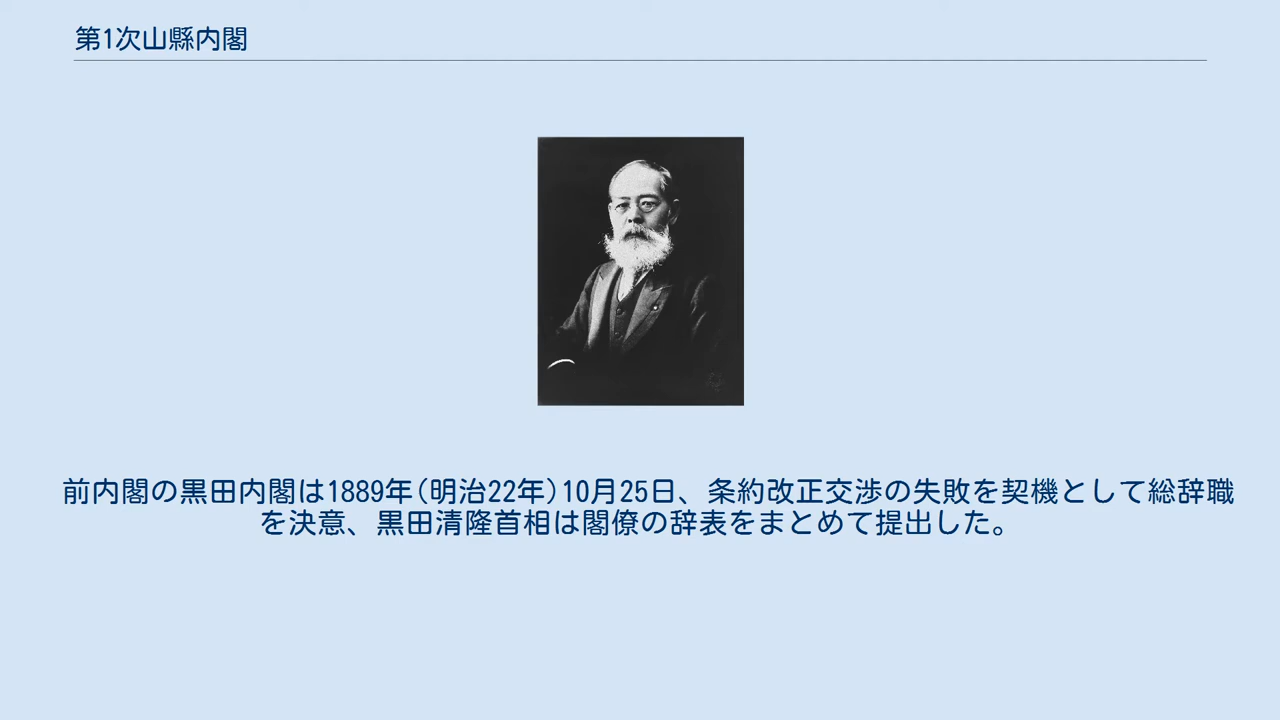 第1次山縣内閣
前内閣の黒田内閣は1889年(明治22年)10月25日、条約改正交渉の失敗を契機として総辞職
を決意、黒田清隆首相は閣僚の辞表をまとめて提出した。